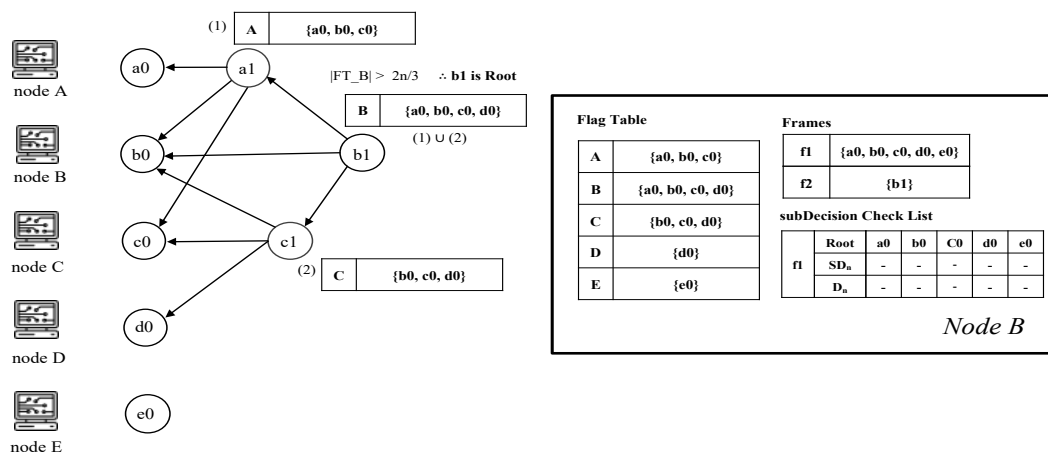 (1) A {a0, b0, c0}
node A
a0
a1
|FT_B| > 2n/3 ∴ b1 is Root
B {a0, b0, c0, d0}
(1) ∪ (2)
node B
b0
b1
node C
c0
c1
(2) C {b0, c0, d0}
node D
d0
node E
e0
Flag Table
A {a0, b0, c0}
B {a0, b0, c0, d0}
C {b0, c0, d0}
D {d0}
E {e0}
Frames
f1 {a0, b0, c0, d0, e0}
f2 {b1}
subDecision Check List
f1
Root a0 b0 C0 d0 e0
SDn - - - - -
Dn - - - - -
Node B